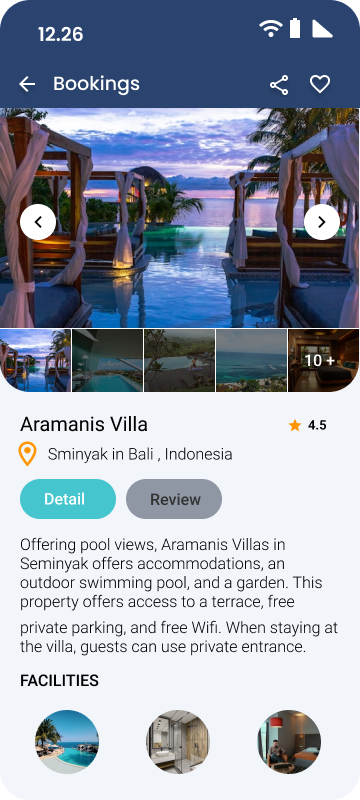 12.26
Bookings
10 +
Aramanis Villa
4.5
Sminyak in Bali , Indonesia
Detail
Review
Offering pool views, Aramanis Villas in
Seminyak offers accommodations, an
outdoor swimming pool, and a garden. This
property offers access to a terrace, free
private parking, and free Wifi. When staying at
the villa, guests can use private entrance.
FACILITIES